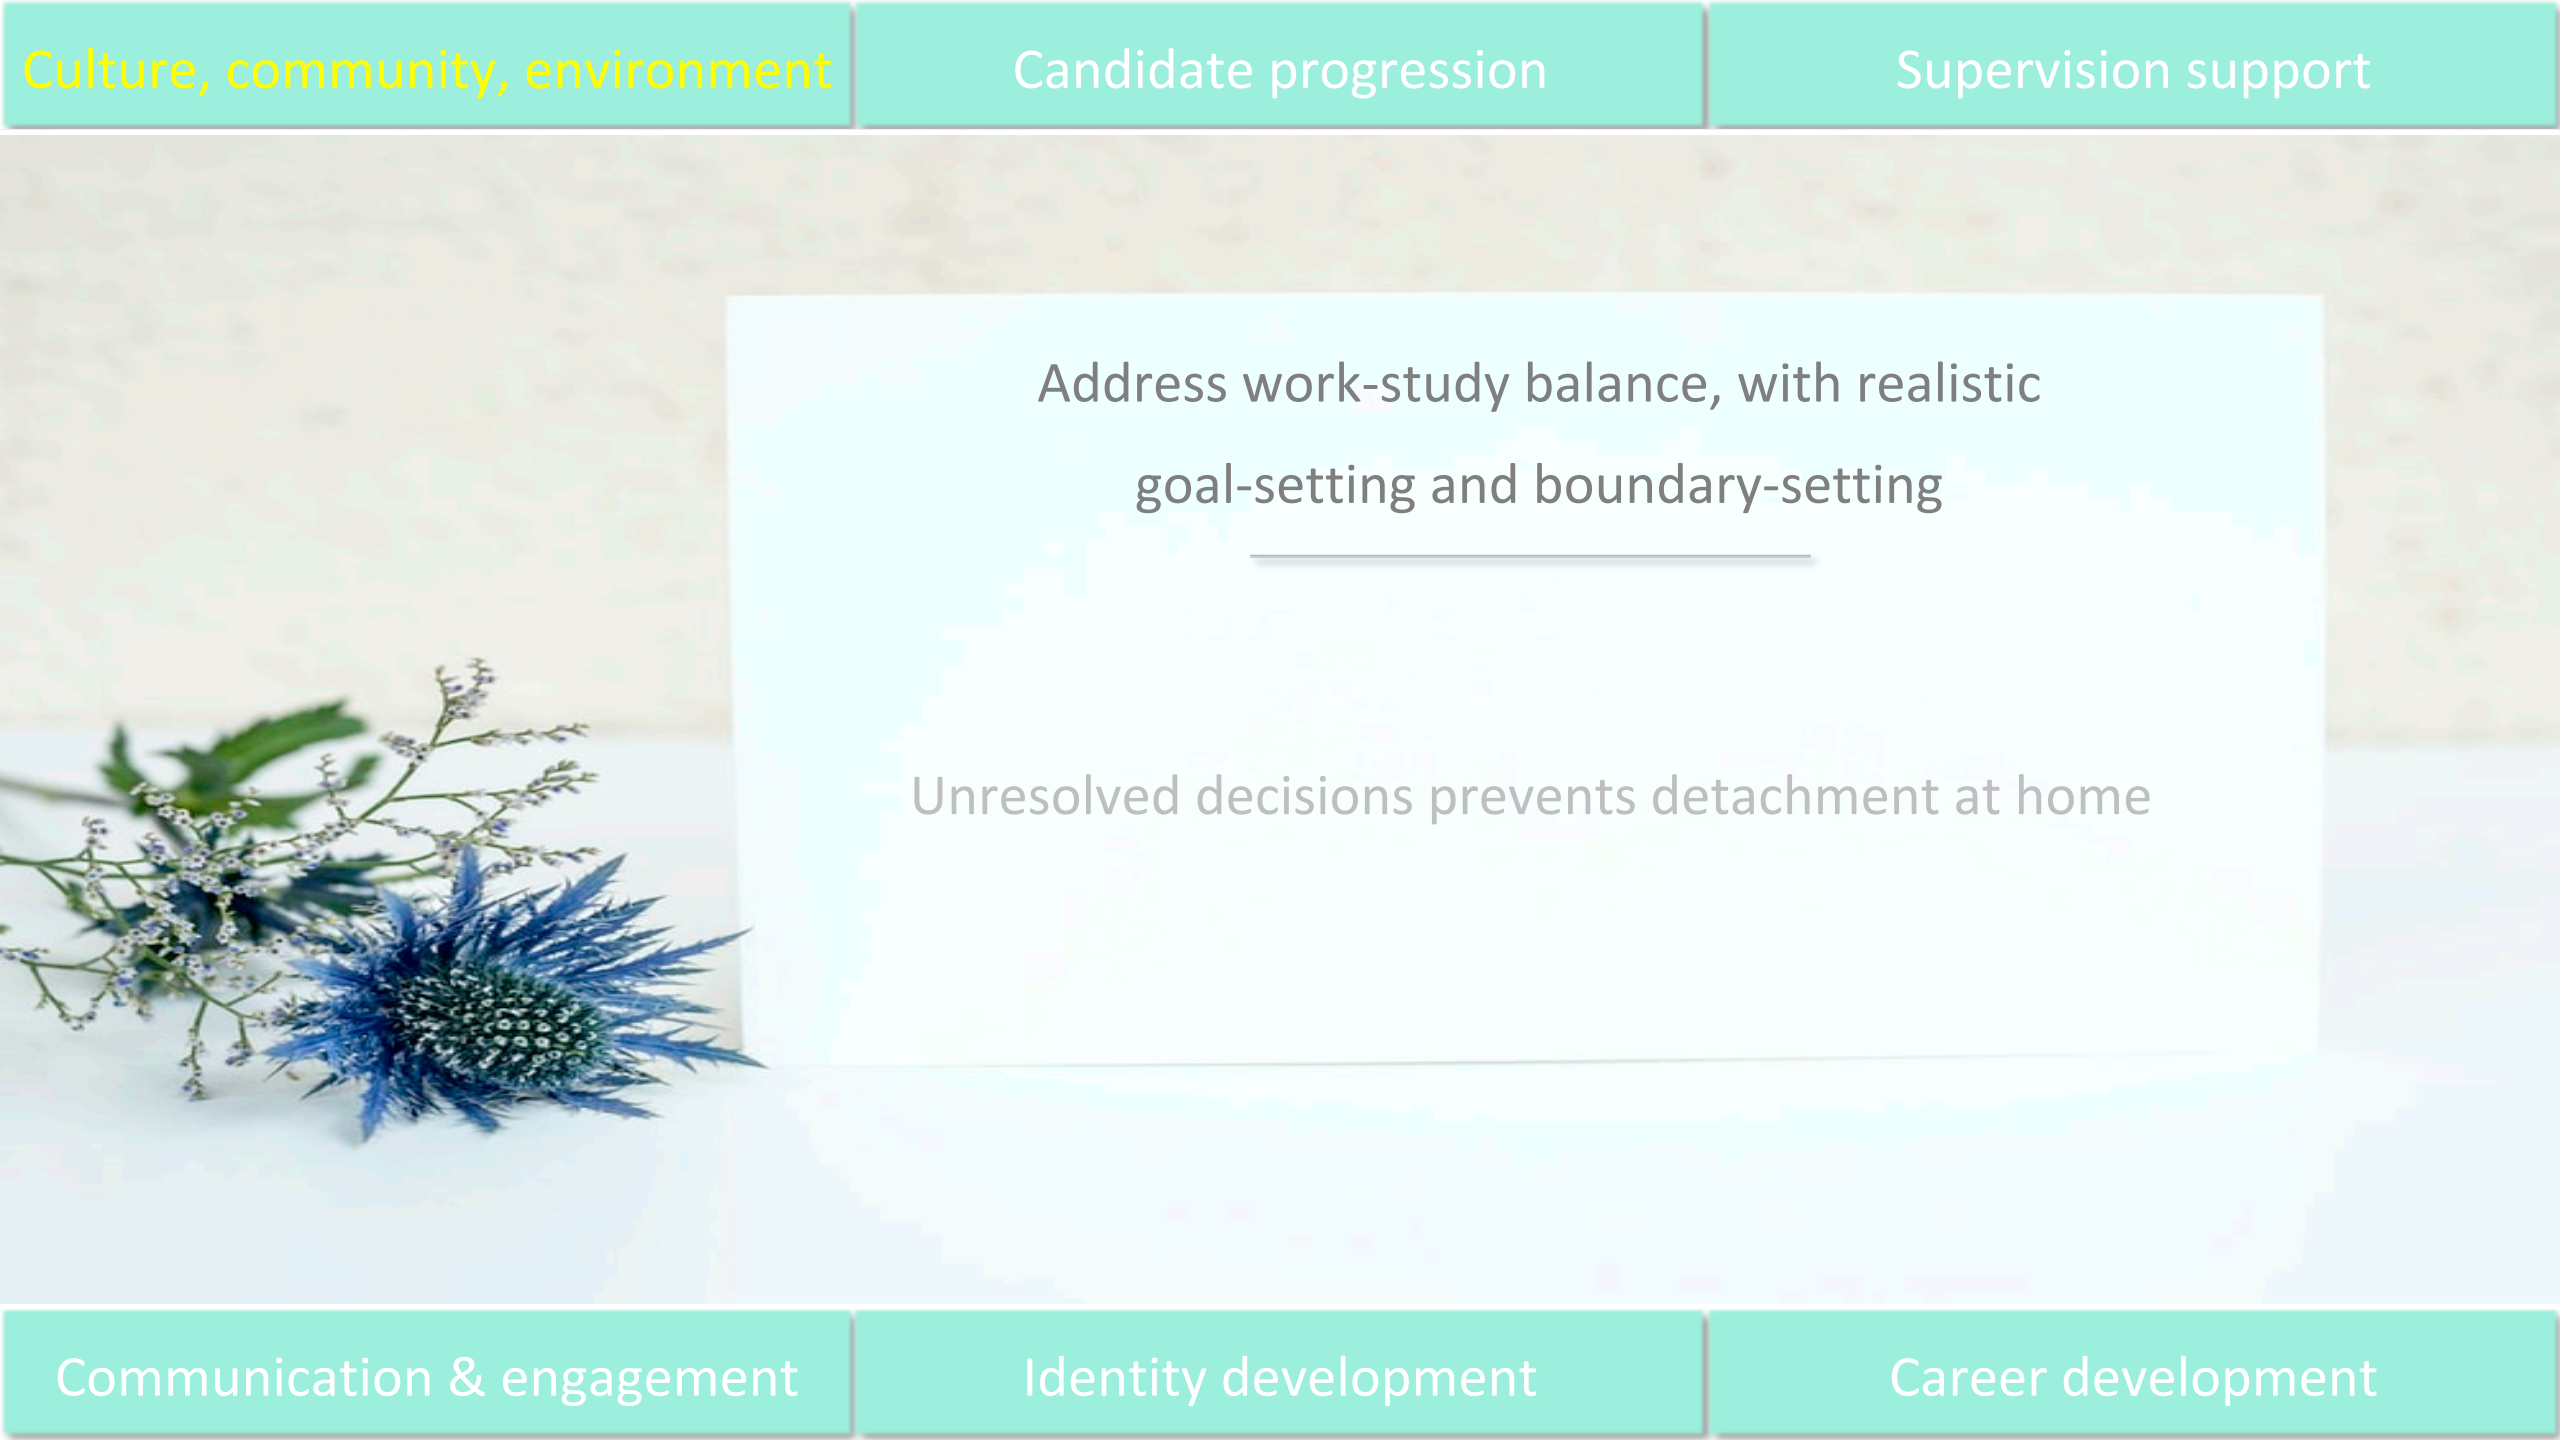 Culture, community, environment
Candidate progression
Supervision support
Address work-study balance, with realistic
goal-setting and boundary-setting
Unresolved decisions prevents detachment at home
Communication & engagement
Identity development
Career development